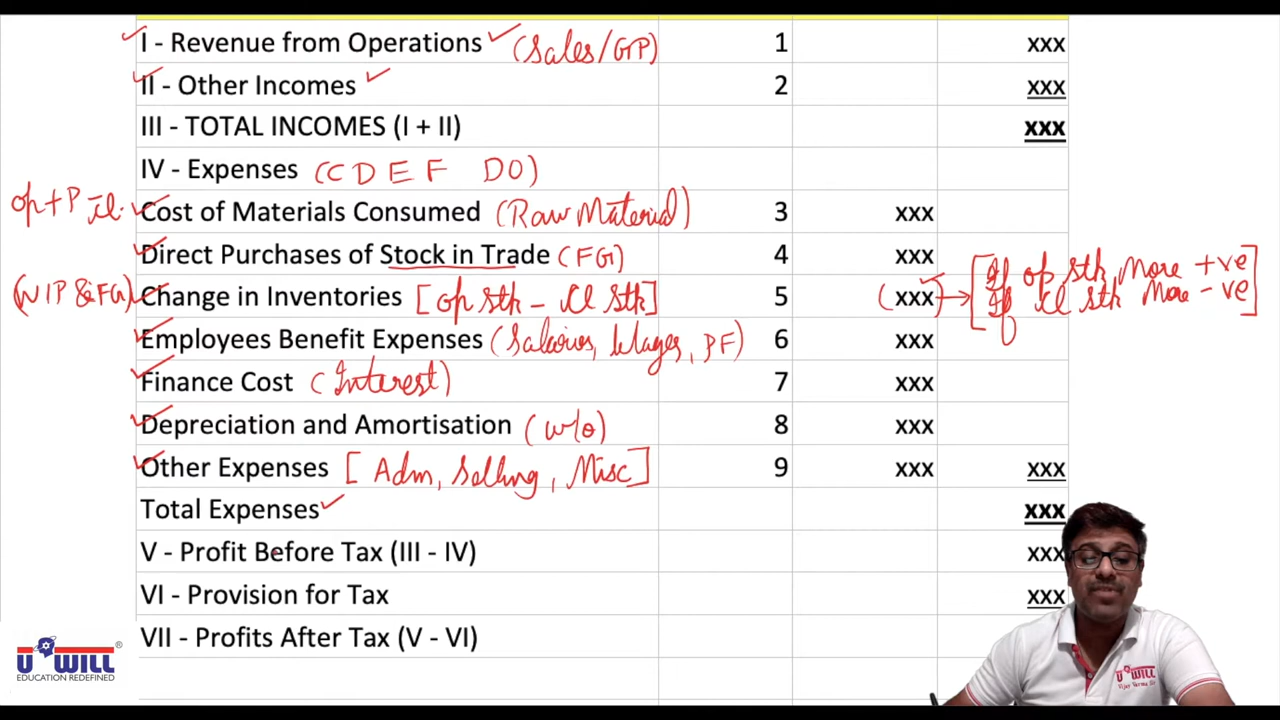 I - Revenue from Operations (Sales/GP) 1 xxx
II - Other Incomes 2 xxx
III - TOTAL INCOMES (I + II) xxx
IV - Expenses (C D E F DO)
op+P cl. Cost of Materials Consumed (Raw Material) 3 xxx
Direct Purchases of Stock in Trade (FG) 4 xxx
(WIP & FG) Change in Inventories [op stk - cl stk] 5 (xxx)
[If op stk More +ve
If cl stk More -ve]
Employees Benefit Expenses (Salaries, Wages, PF) 6 xxx
Finance Cost (Interest) 7 xxx
Depreciation and Amortisation (w/o) 8 xxx
Other Expenses [Adm, Selling, Misc] 9 xxx xxx
Total Expenses xxx
V - Profit Before Tax (III - IV) xxx
VI - Provision for Tax xxx
VII - Profits After Tax (V - VI)
U WILL ®
EDUCATION REDEFINED
U WILL
Vijay Verma Sir